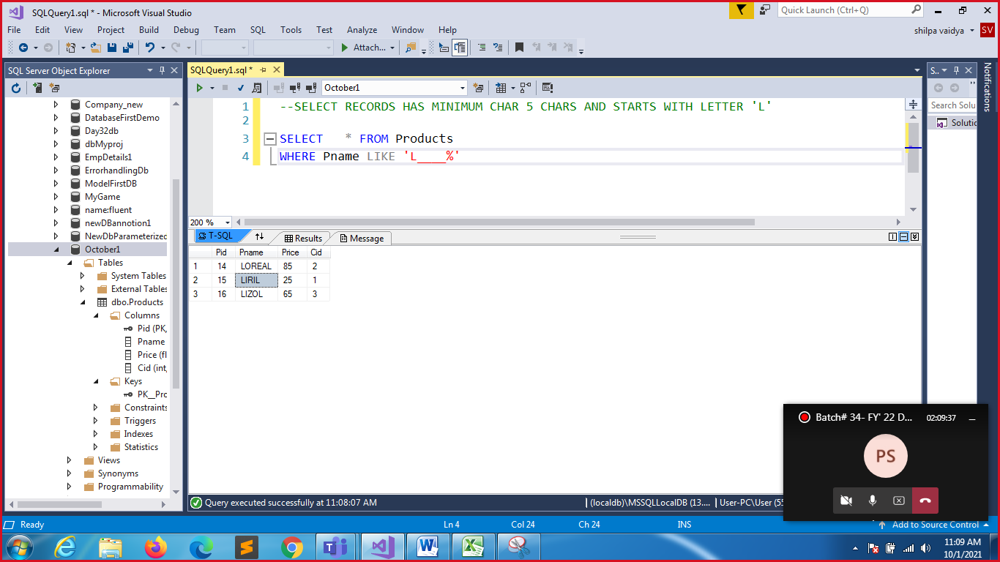 SQLQuery1.sql * - Microsoft Visual Studio
Quick Launch (Ctrl+Q)
File Edit View Project Build Debug Team SQL Tools Test Analyze Window Help
shilpa vaidya SV
Attach...
SQL Server Object Explorer
SQLQuery1.sql *
S..
Notifications
October1
Search Solu
Solutic
Company_new
DatabaseFirstDemo
Day32db
dbMyproj
EmpDetails1
ErrorhandlingDb
ModelFirstDB
MyGame
name:fluent
newDBannotion1
NewDbParameterized
October1
Tables
System Tables
External Tables
dbo.Products
Columns
Pid (PK,
Pname
Price (fl
Cid (int,
Keys
PK__Pro
Constraints
Triggers
Indexes
Statistics
Views
Synonyms
Programmability
1 --SELECT RECORDS HAS MINIMUM CHAR 5 CHARS AND STARTS WITH LETTER 'L'
2
3 SELECT * FROM Products
4 WHERE Pname LIKE 'L____%'
200 %
T-SQL Results Message
Pid Pname Price Cid
1 14 LOREAL 85 2
2 15 LIRIL 25 1
3 16 LIZOL 65 3
Batch# 34- FY' 22 D... 02:09:37
PS
Query executed successfully at 11:08:07 AM
(localdb)\MSSQLLocalDB (13.... User-PC\User (55
Ready Ln 4 Col 24 Ch 24 INS Add to Source Control
11:09 AM
10/1/2021